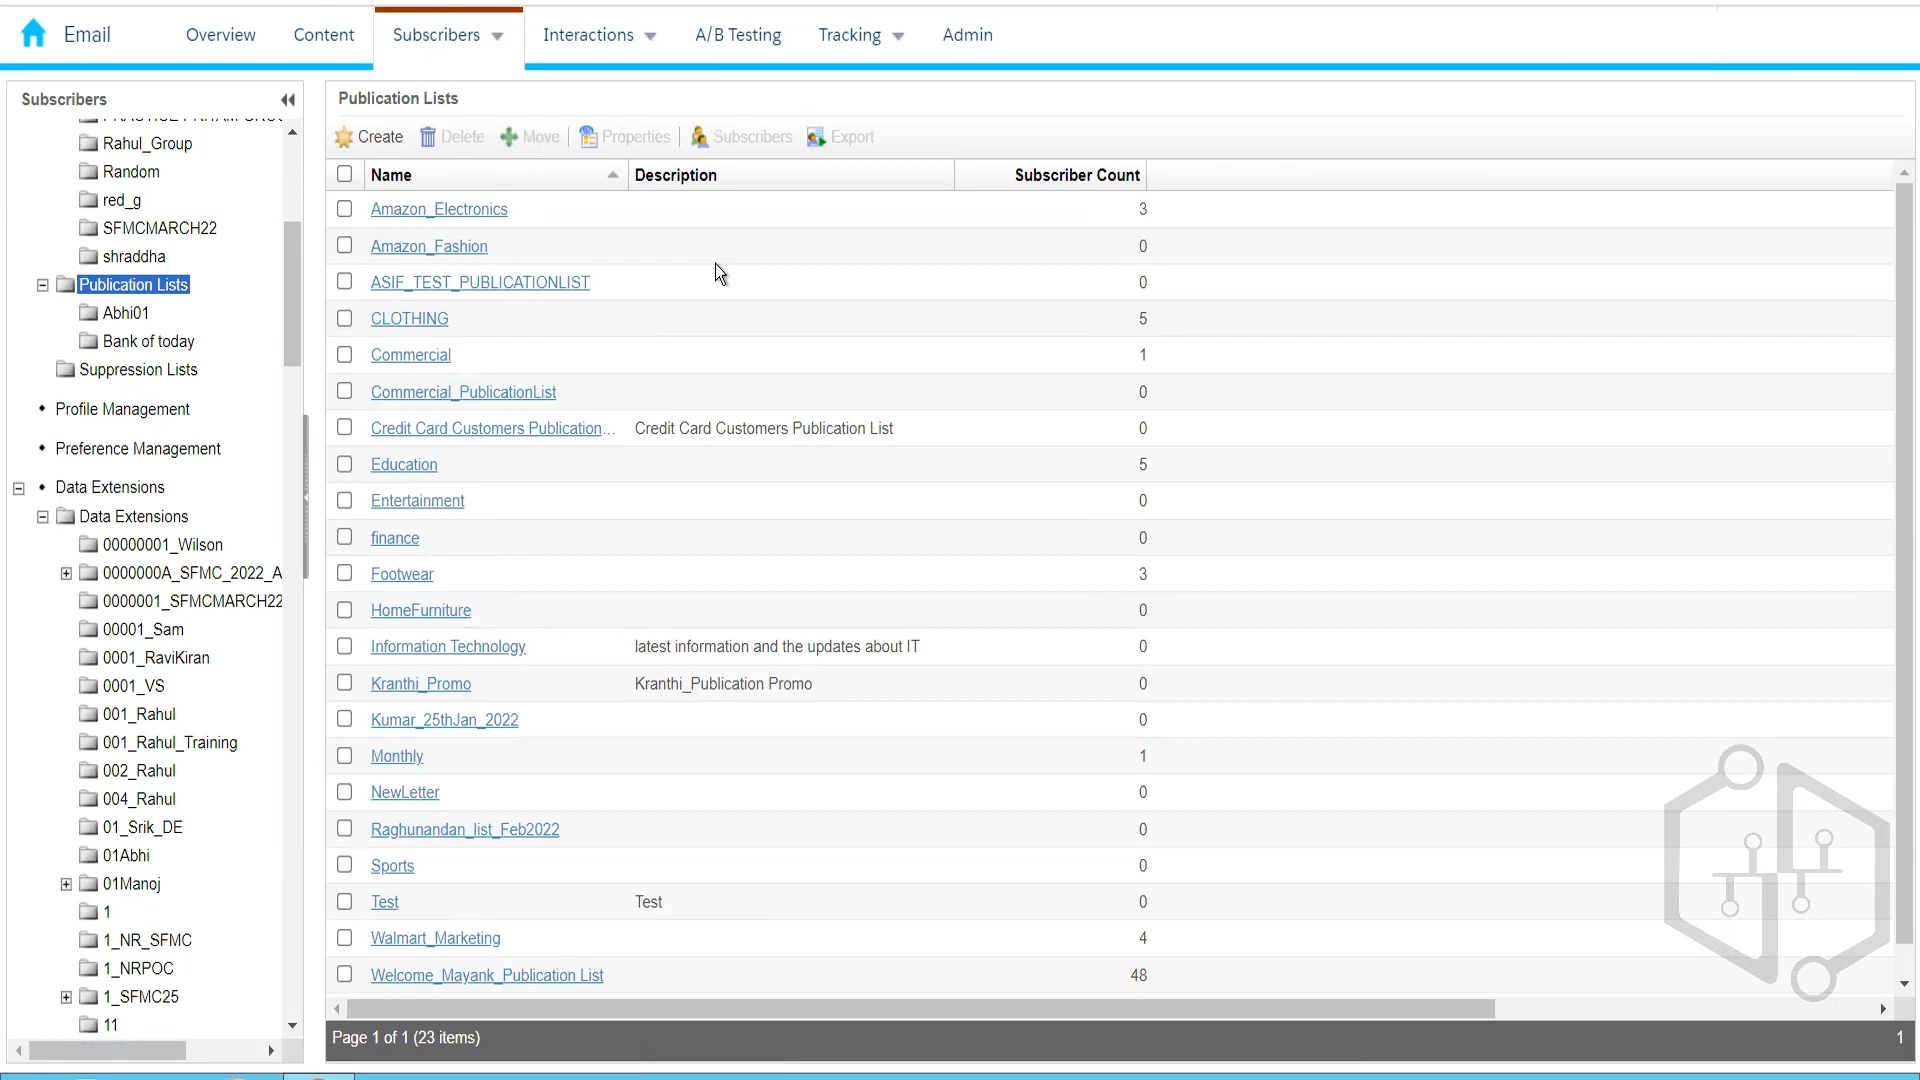 Email
Overview
Content
Subscribers
Interactions
A/B Testing
Tracking
Admin
Subscribers
Rahul_Group
Random
red_g
SFMCMARCH22
shraddha
Publication Lists
Abhi01
Bank of today
Suppression Lists
Profile Management
Preference Management
Data Extensions
Data Extensions
00000001_Wilson
0000000A_SFMC_2022_A
0000001_SFMCMARCH22
00001_Sam
0001_RaviKiran
0001_VS
001_Rahul
001_Rahul_Training
002_Rahul
004_Rahul
01_Srik_DE
01Abhi
01Manoj
1
1_NR_SFMC
1_NRPOC
1_SFMC25
11
Publication Lists
Create Delete Move Properties Subscribers Export
Name Description Subscriber Count
Amazon_Electronics 3
Amazon_Fashion 0
ASIF_TEST_PUBLICATIONLIST 0
CLOTHING 5
Commercial 1
Commercial_PublicationList 0
Credit Card Customers Publication... Credit Card Customers Publication List 0
Education 5
Entertainment 0
finance 0
Footwear 3
HomeFurniture 0
Information Technology latest information and the updates about IT 0
Kranthi_Promo Kranthi_Publication Promo 0
Kumar_25thJan_2022 0
Monthly 1
NewLetter 0
Raghunandan_list_Feb2022 0
Sports 0
Test Test 0
Walmart_Marketing 4
Welcome_Mayank_Publication List 48
Page 1 of 1 (23 items) 1